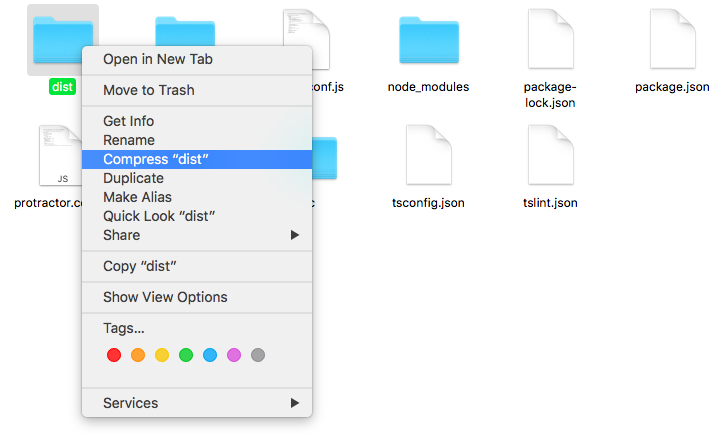 dist
conf.js
node_modules
package-
lock.json
package.json
Open in New Tab
Move to Trash
Get Info
Rename
Compress “dist”
Duplicate
Make Alias
Quick Look “dist”
Share
Copy “dist”
Show View Options
Tags...
Services
JS
protractor.co
c
tsconfig.json
tslint.json